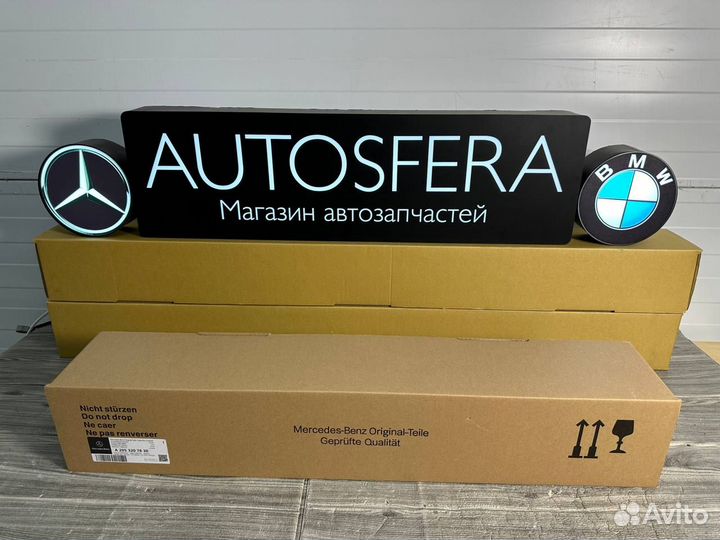 AUTOSFERA
Магазин автозапчастей
BMW
Nicht stürzen
Do not drop
Ne caer
Ne pas renverser
Mercedes-Benz Original-Teile
Geprüfte Qualität
Avito